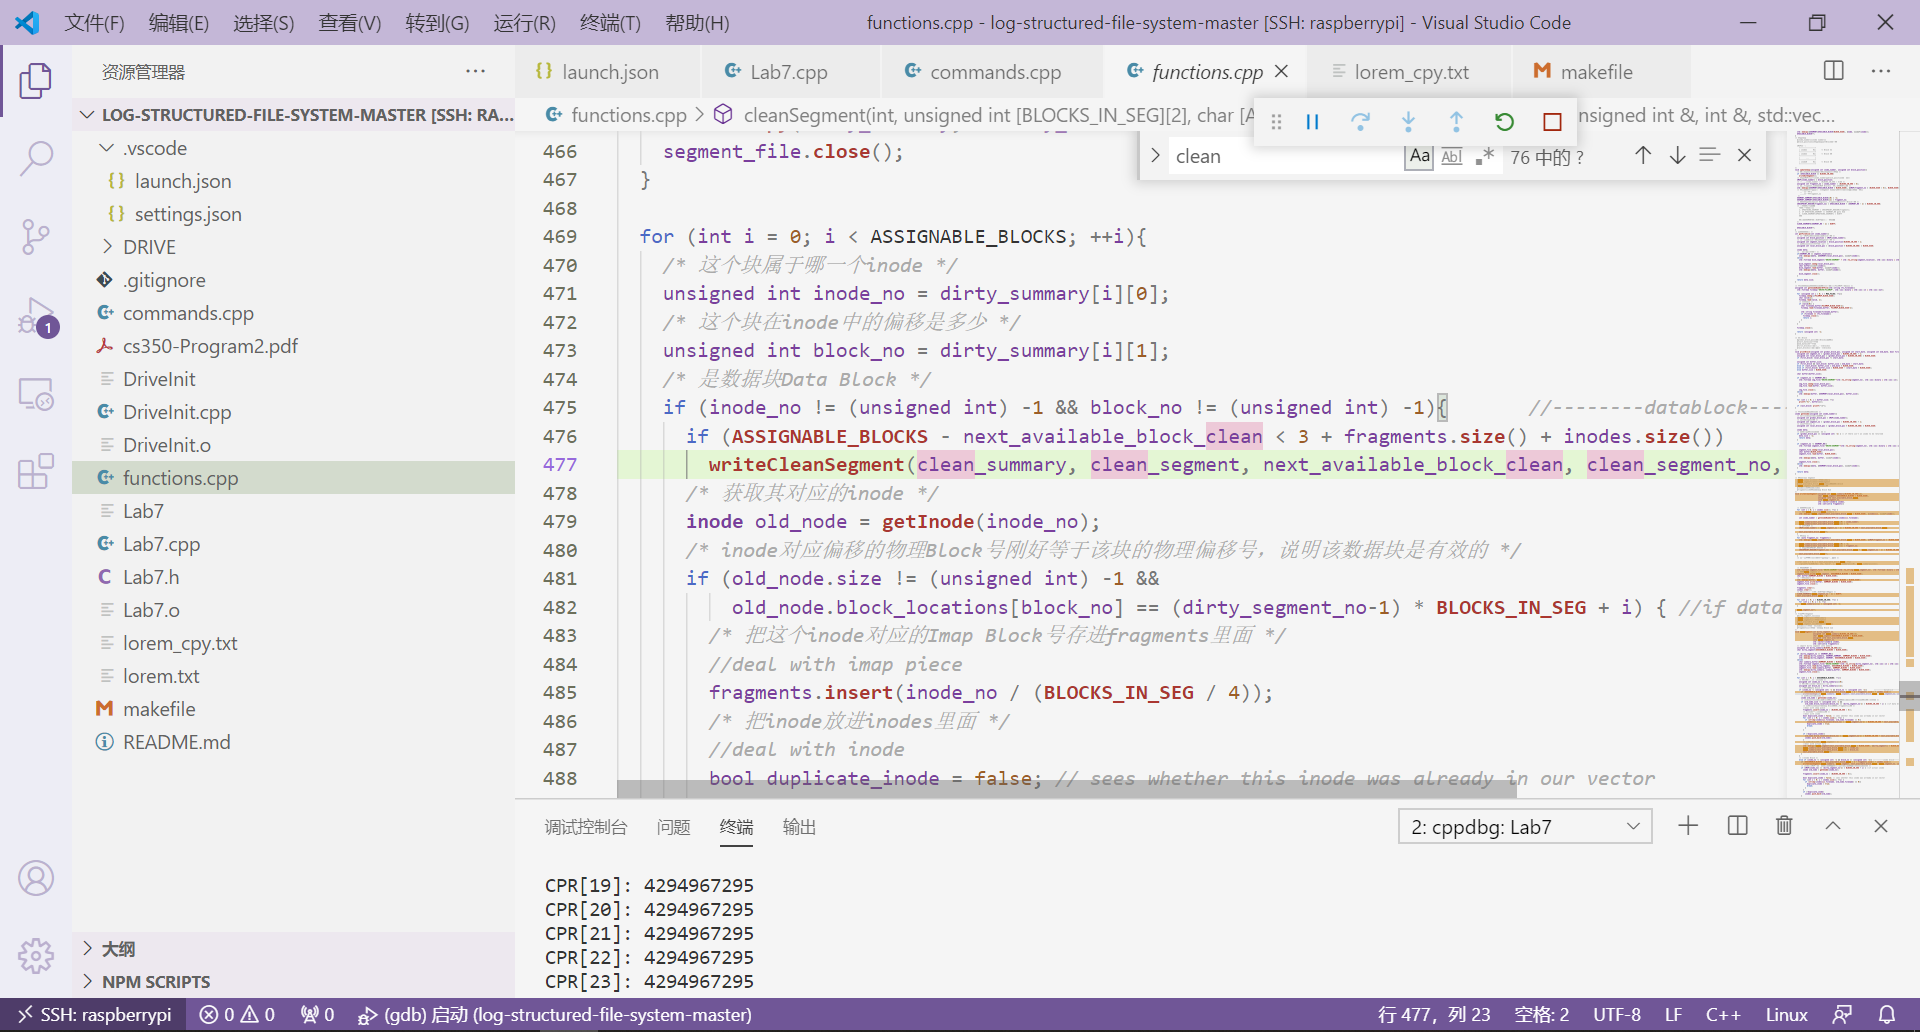 文件(F) 编辑(E) 选择(S) 查看(V) 转到(G) 运行(R) 终端(T) 帮助(H) functions.cpp - log-structured-file-system-master [SSH: raspberrypi] - Visual Studio Code
资源管理器
LOG-STRUCTURED-FILE-SYSTEM-MASTER [SSH: RA...
.vscode
launch.json
settings.json
DRIVE
.gitignore
commands.cpp
cs350-Program2.pdf
DriveInit
DriveInit.cpp
DriveInit.o
functions.cpp
Lab7
Lab7.cpp
Lab7.h
Lab7.o
lorem_cpy.txt
lorem.txt
makefile
README.md
大纲
NPM SCRIPTS
1
launch.json Lab7.cpp commands.cpp functions.cpp lorem_cpy.txt makefile
functions.cpp > cleanSegment(int, unsigned int [BLOCKS_IN_SEG][2], char [A nsigned int &, int &, std::vec...
clean Aa Abl .* 76 中的 ?
466 segment_file.close();
467 }
468
469 for (int i = 0; i < ASSIGNABLE_BLOCKS; ++i){
470 /* 这个块属于哪一个inode */
471 unsigned int inode_no = dirty_summary[i][0];
472 /* 这个块在inode中的偏移是多少 */
473 unsigned int block_no = dirty_summary[i][1];
474 /* 是数据块Data Block */
475 if (inode_no != (unsigned int) -1 && block_no != (unsigned int) -1){ //--------datablock----
476 if (ASSIGNABLE_BLOCKS - next_available_block_clean < 3 + fragments.size() + inodes.size())
477 writeCleanSegment(clean_summary, clean_segment, next_available_block_clean, clean_segment_no,
478 /* 获取其对应的inode */
479 inode old_node = getInode(inode_no);
480 /* inode对应偏移的物理Block号刚好等于该块的物理偏移号，说明该数据块是有效的 */
481 if (old_node.size != (unsigned int) -1 &&
482 old_node.block_locations[block_no] == (dirty_segment_no-1) * BLOCKS_IN_SEG + i) { //if data
483 /* 把这个inode对应的Imap Block号存进fragments里面 */
484 //deal with imap piece
485 fragments.insert(inode_no / (BLOCKS_IN_SEG / 4));
486 /* 把inode放进inodes里面 */
487 //deal with inode
488 bool duplicate_inode = false; // sees whether this inode was already in our vector
调试控制台 问题 终端 输出 2: cppdbg: Lab7
CPR[19]: 4294967295
CPR[20]: 4294967295
CPR[21]: 4294967295
CPR[22]: 4294967295
CPR[23]: 4294967295
SSH: raspberrypi 0 0 0 (gdb) 启动 (log-structured-file-system-master) 行 477，列 23 空格: 2 UTF-8 LF C++ Linux